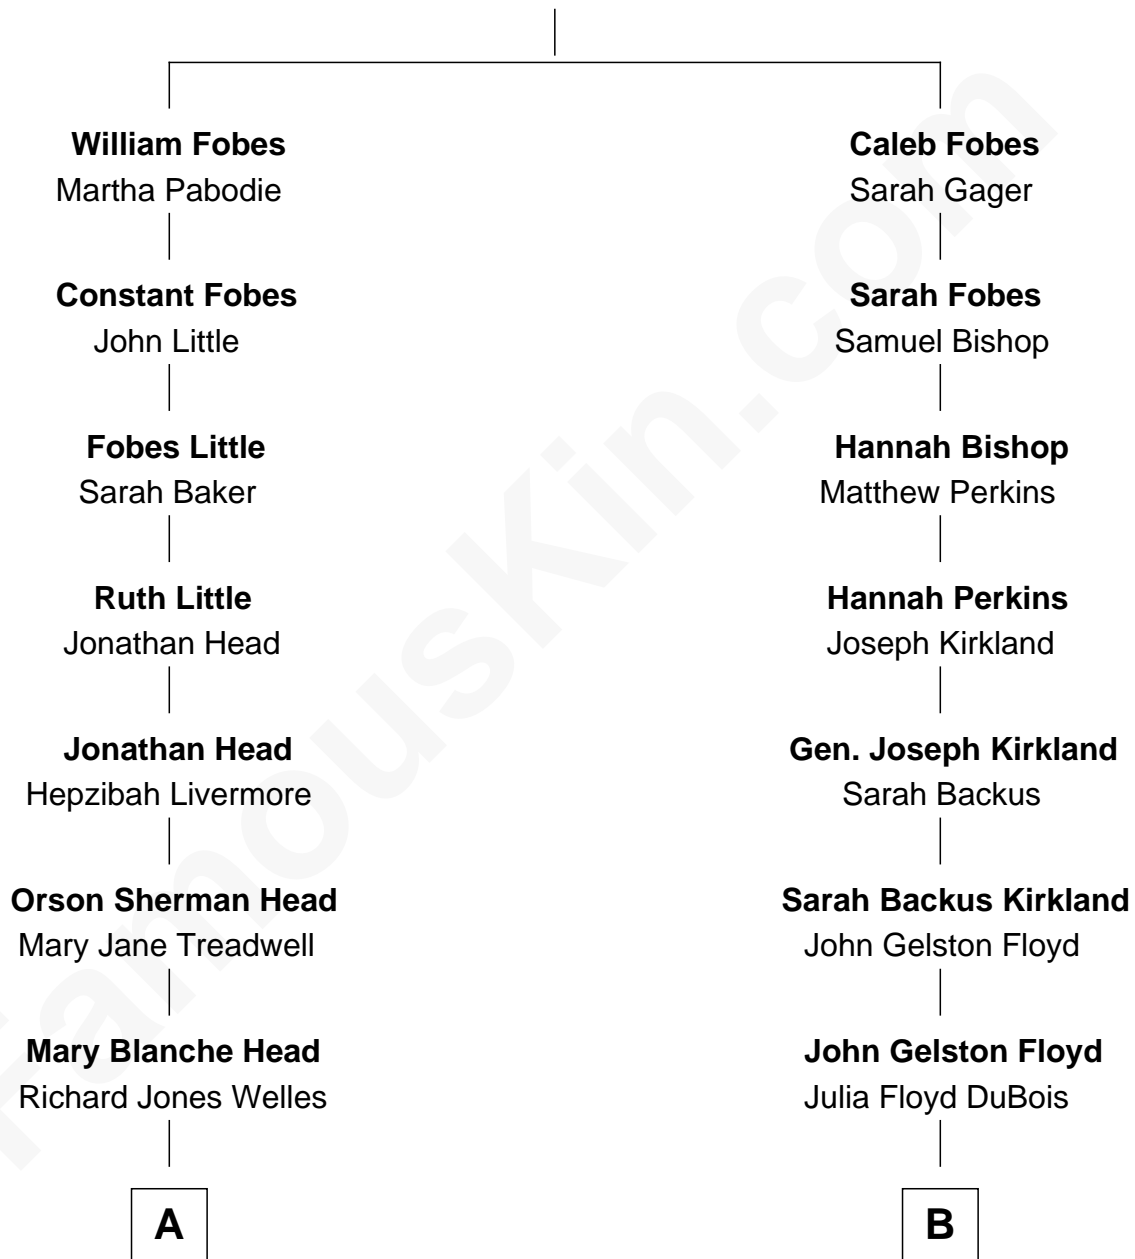 William Fobes
Martha Pabodie
Constant Fobes
John Little
Fobes Little
Sarah Baker
Ruth Little
Jonathan Head
Jonathan Head
Hepzibah Livermore
Orson Sherman Head
Mary Jane Treadwell
Mary Blanche Head
Richard Jones Welles
A
Caleb Fobes
Sarah Gager
Sarah Fobes
Samuel Bishop
Hannah Bishop
Matthew Perkins
Hannah Perkins
Joseph Kirkland
Gen. Joseph Kirkland
Sarah Backus
Sarah Backus Kirkland
John Gelston Floyd
John Gelston Floyd
Julia Floyd DuBois
B
FamousKin.com